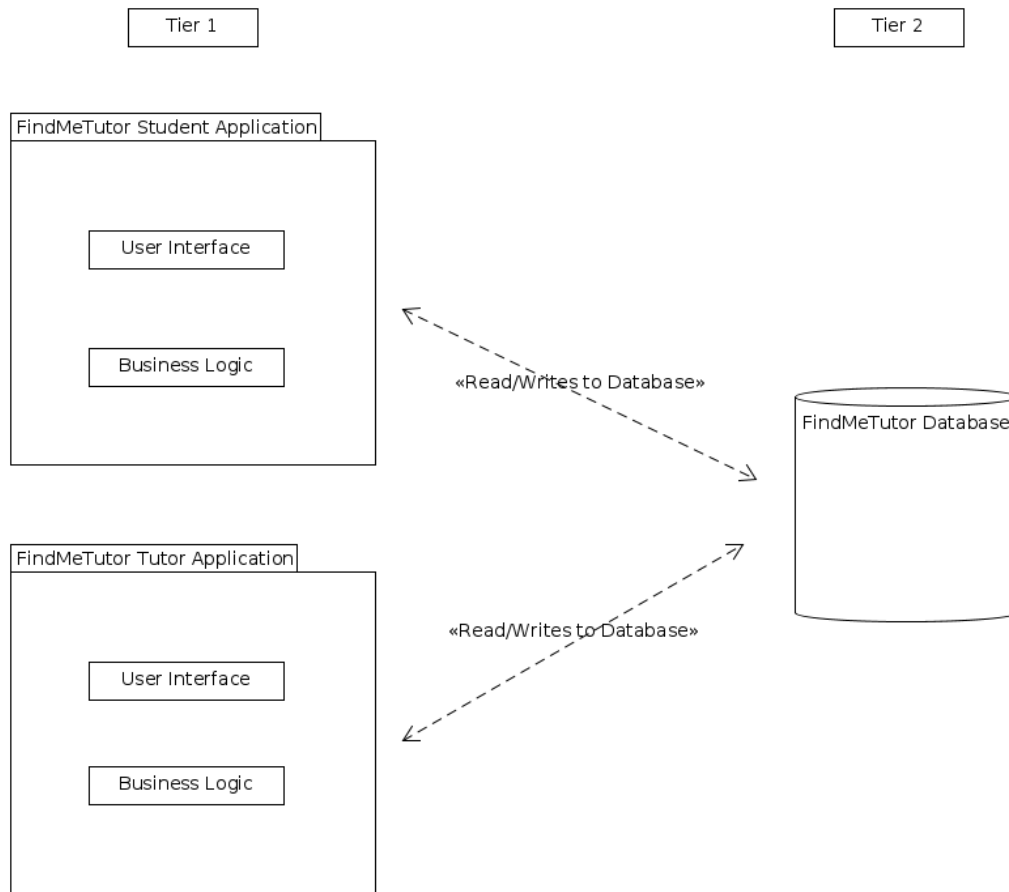 Tier 1
Tier 2
FindMeTutor Student Application
User Interface
Business Logic
«Read/Writes to Database»
FindMeTutor Database
FindMeTutor Tutor Application
«Read/Writes to Database»
User Interface
Business Logic